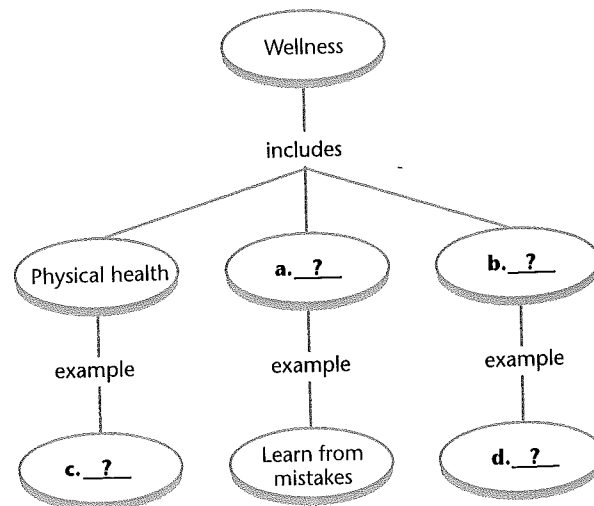 Wellness
includes
Physical health
a. ?
b. ?
example
example
example
c. ?
Learn from
mistakes
d. ?